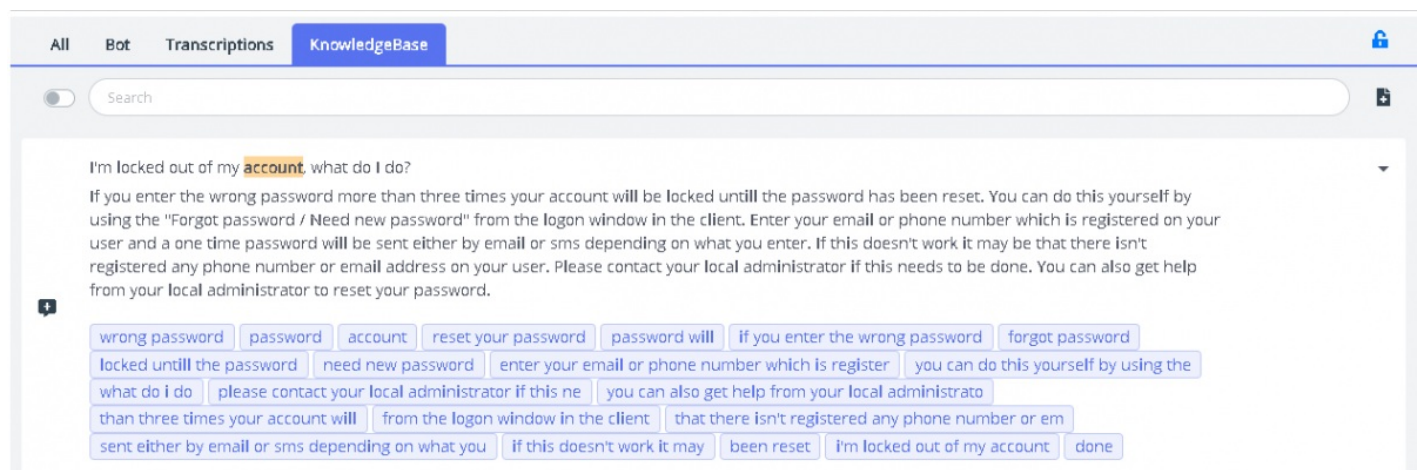 All Bot Transcriptions KnowledgeBase
Search
I'm locked out of my account, what do I do?
If you enter the wrong password more than three times your account will be locked untill the password has been reset. You can do this yourself by
using the "Forgot password / Need new password" from the logon window in the client. Enter your email or phone number which is registered on your
user and a one time password will be sent either by email or sms depending on what you enter. If this doesn't work it may be that there isn't
registered any phone number or email address on your user. Please contact your local administrator if this needs to be done. You can also get help
from your local administrator to reset your password.
wrong password password account reset your password password will if you enter the wrong password forgot password
locked untill the password need new password enter your email or phone number which is register you can do this yourself by using the
what do i do please contact your local administrator if this ne you can also get help from your local administrato
than three times your account will from the logon window in the client that there isn't registered any phone number or em
sent either by email or sms depending on what you if this doesn't work it may been reset i'm locked out of my account done